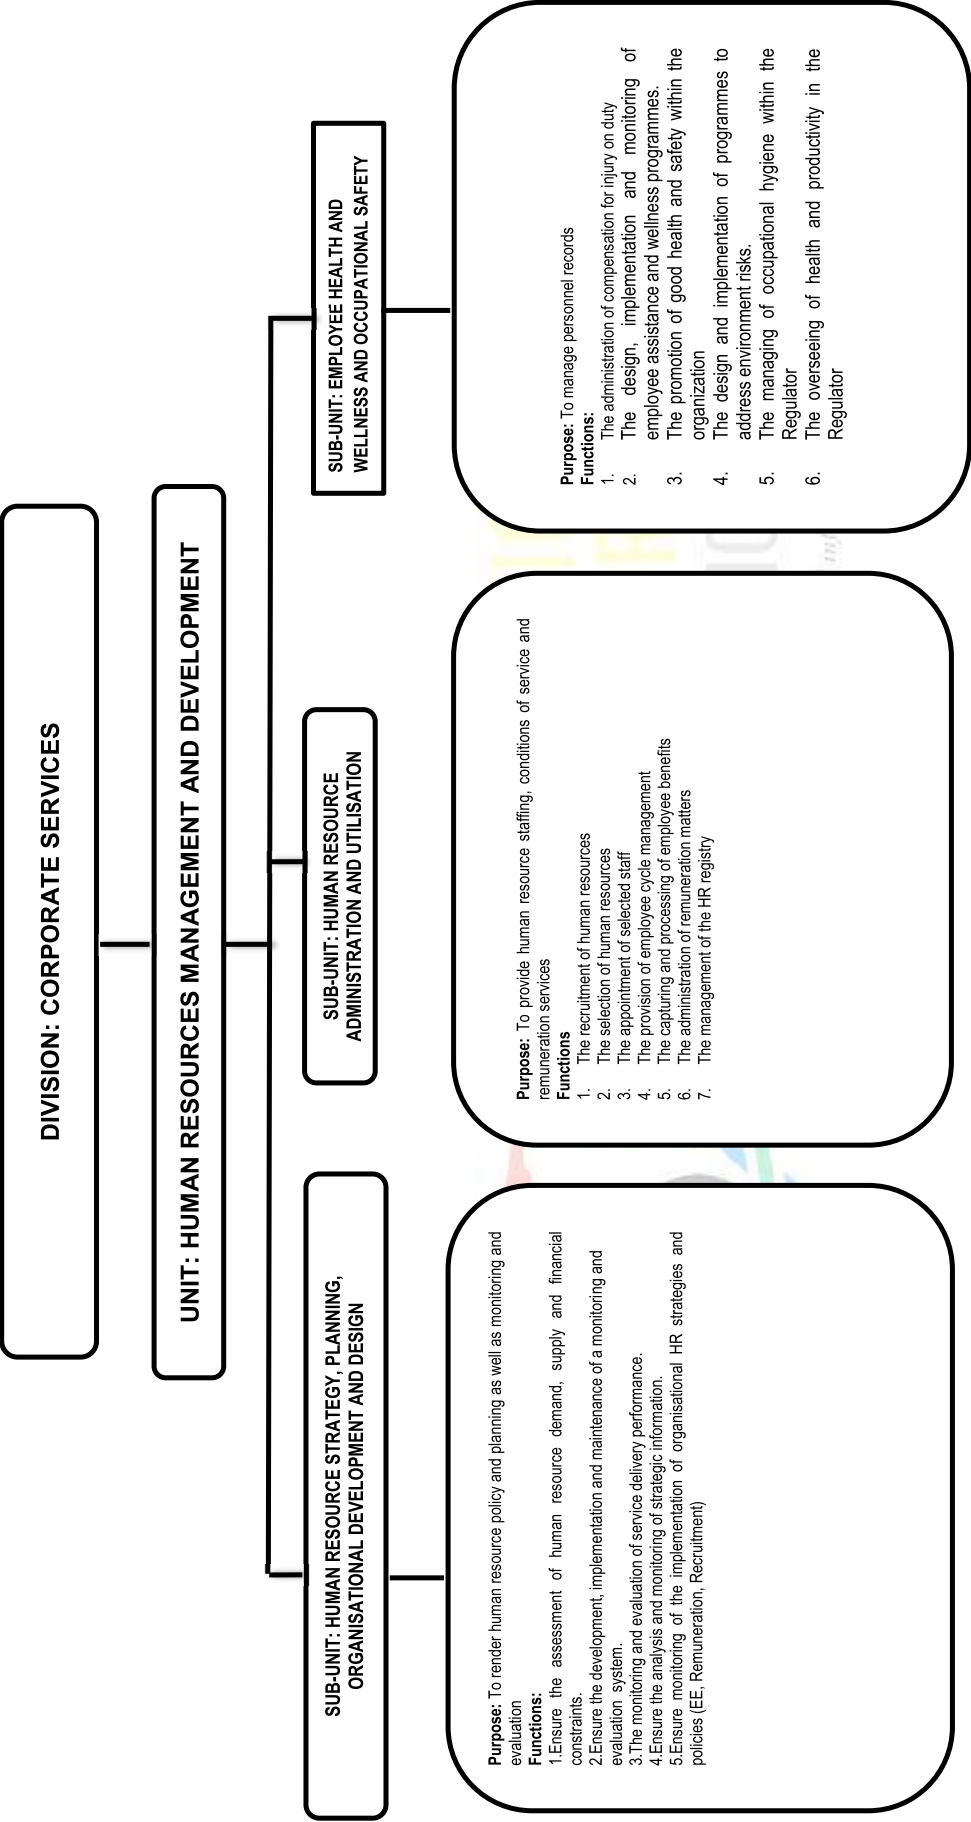 DIVISION: CORPORATE SERVICES
UNIT: HUMAN RESOURCES MANAGEMENT AND DEVELOPMENT
SUB-UNIT: HUMAN RESOURCE STRATEGY, PLANNING,
ORGANISATIONAL DEVELOPMENT AND DESIGN
SUB-UNIT: HUMAN RESOURCE
ADMINISTRATION AND UTILISATION
SUB-UNIT: EMPLOYEE HEALTH AND
WELLNESS AND OCCUPATIONAL SAFETY
Purpose: To render human resource policy and planning as well as monitoring and
evaluation
Functions:
1.Ensure the assessment of human resource demand, supply and financial
constraints.
2.Ensure the development, implementation and maintenance of a monitoring and
evaluation system.
3.The monitoring and evaluation of service delivery performance.
4.Ensure the analysis and monitoring of strategic information.
5.Ensure monitoring of the implementation of organisational HR strategies and
policies (EE, Remuneration, Recruitment)
Purpose: To provide human resource staffing, conditions of service and
remuneration services
Functions
1. The recruitment of human resources
2. The selection of human resources
3. The appointment of selected staff
4. The provision of employee cycle management
5. The capturing and processing of employee benefits
6. The administration of remuneration matters
7. The management of the HR registry
Purpose: To manage personnel records
Functions:
1. The administration of compensation for injury on duty
2. The design, implementation and monitoring of
employee assistance and wellness programmes.
3. The promotion of good health and safety within the
organization
4. The design and implementation of programmes to
address environment risks.
5. The managing of occupational hygiene within the
Regulator
6. The overseeing of health and productivity in the
Regulator